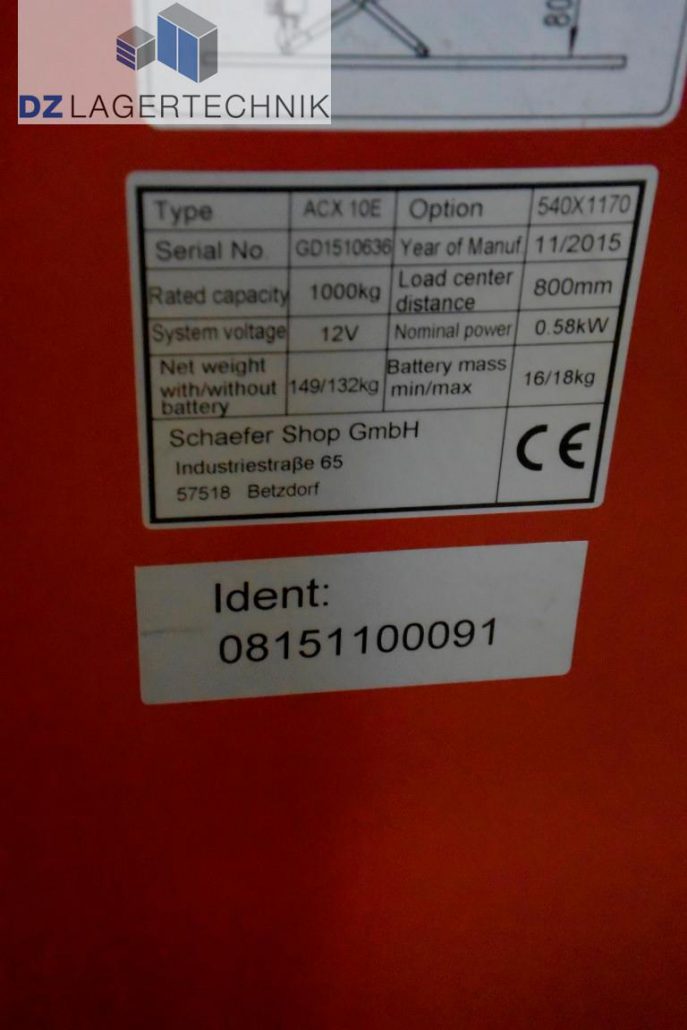 80
DZ LAGERTECHNIK
Type ACX 10E Option 540X1170
Serial No. GD1510636 Year of Manuf. 11/2015
Rated capacity 1000kg Load center distance 800mm
System voltage 12V Nominal power 0.58kW
Net weight with/without battery 149/132kg Battery mass min/max 16/18kg
Schaefer Shop GmbH
Industriestraße 65
57518 Betzdorf
CE
Ident:
08151100091